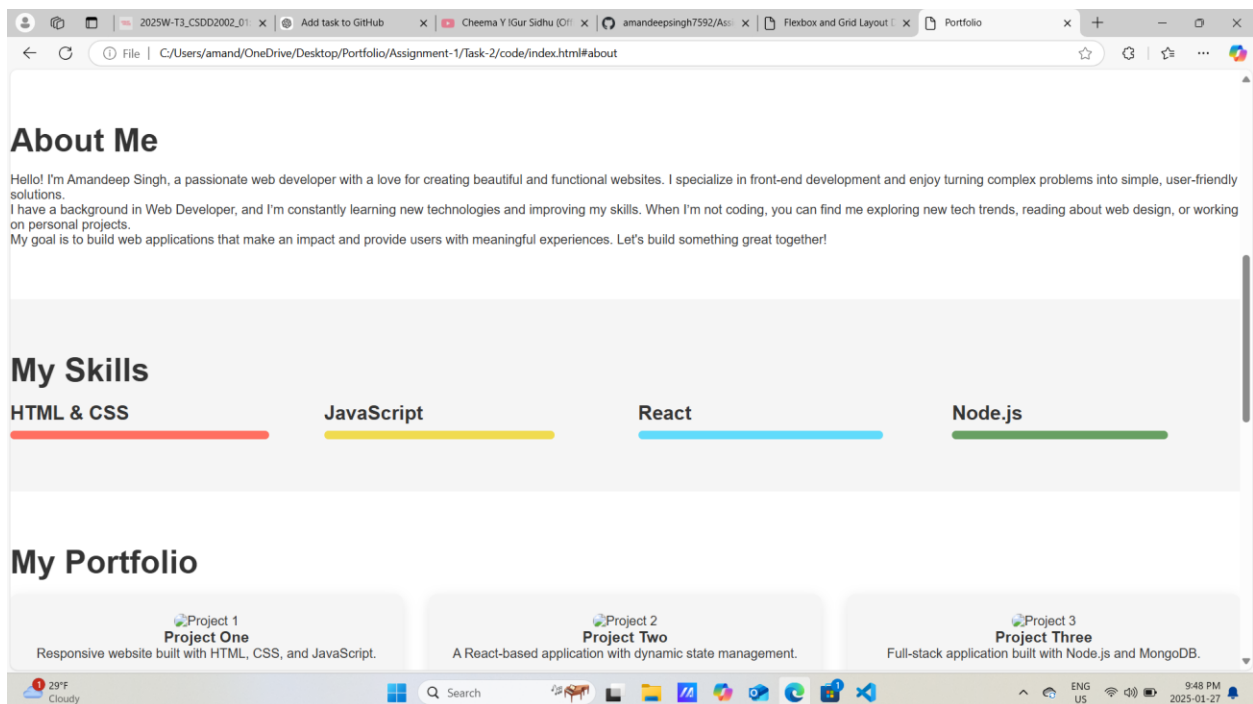 2025W-T3_CSDD2002_01
Add task to GitHub
Cheema Y !Gur Sidhu (Off
amandeepsingh7592/Ass
Flexbox and Grid Layout
Portfolio
File | C:/Users/amand/OneDrive/Desktop/Portfolio/Assignment-1/Task-2/code/index.html#about
About Me
Hello! I'm Amandeep Singh, a passionate web developer with a love for creating beautiful and functional websites. I specialize in front-end development and enjoy turning complex problems into simple, user-friendly
solutions.
I have a background in Web Developer, and I'm constantly learning new technologies and improving my skills. When I'm not coding, you can find me exploring new tech trends, reading about web design, or working
on personal projects.
My goal is to build web applications that make an impact and provide users with meaningful experiences. Let's build something great together!
My Skills
HTML & CSS
JavaScript
React
Node.js
My Portfolio
Project 1
Project One
Responsive website built with HTML, CSS, and JavaScript.
Project 2
Project Two
A React-based application with dynamic state management.
Project 3
Project Three
Full-stack application built with Node.js and MongoDB.
1
29°F
Cloudy
Search
ENG
US
9:48 PM
2025-01-27